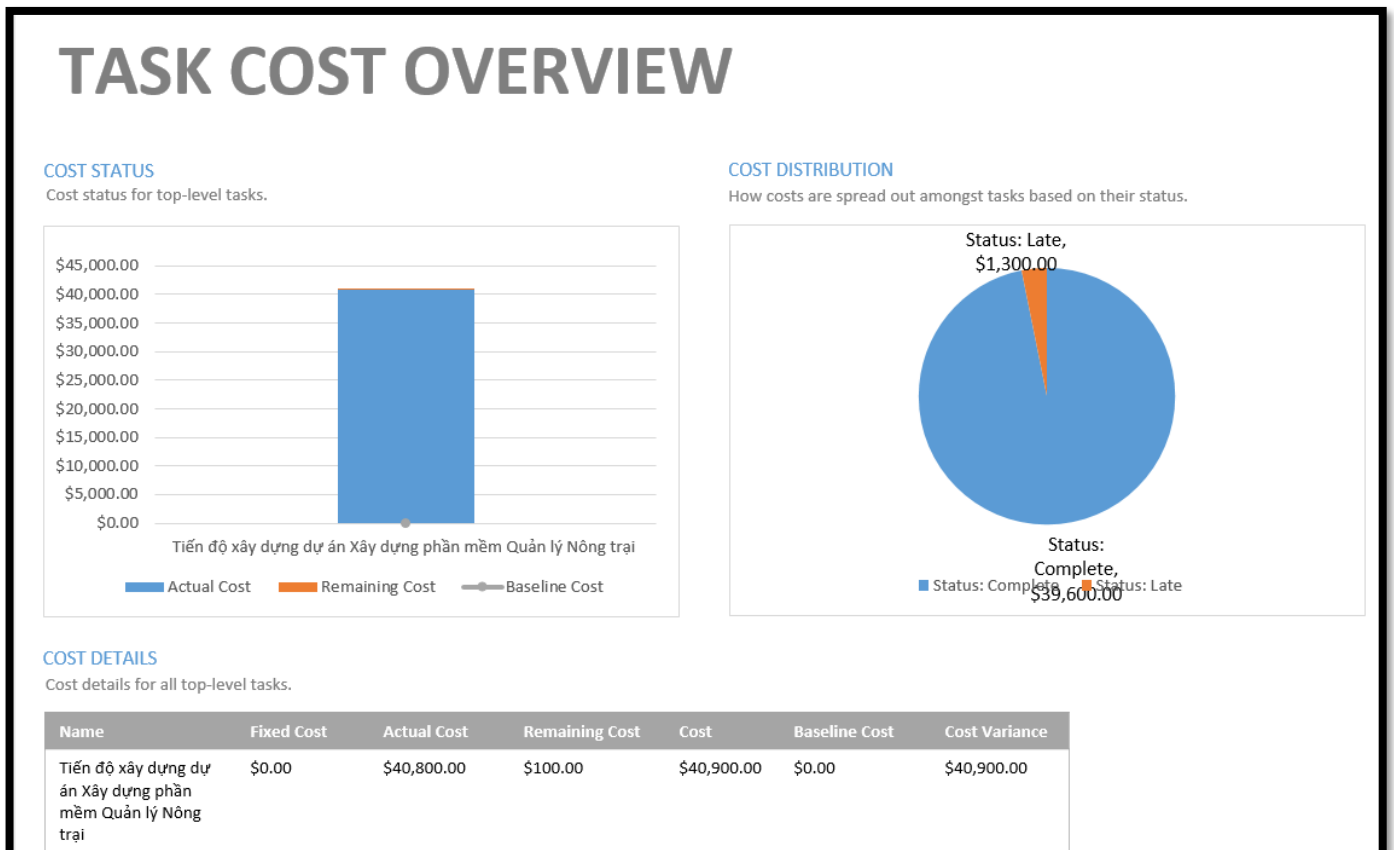 TASK COST OVERVIEW
COST STATUS
Cost status for top-level tasks.
$45,000.00
$40,000.00
$35,000.00
$30,000.00
$25,000.00
$20,000.00
$15,000.00
$10,000.00
$5,000.00
$0.00
Tiến độ xây dựng dự án Xây dựng phần mềm Quản lý Nông trại
Actual Cost Remaining Cost Baseline Cost
COST DISTRIBUTION
How costs are spread out amongst tasks based on their status.
Status: Late,
$1,300.00
Status:
Complete,
$39,600.00
Status: Complete Status: Late
COST DETAILS
Cost details for all top-level tasks.
Name Fixed Cost Actual Cost Remaining Cost Cost Baseline Cost Cost Variance
Tiến độ xây dựng dự $0.00 $40,800.00 $100.00 $40,900.00 $0.00 $40,900.00
án Xây dựng phần
mềm Quản lý Nông
trại